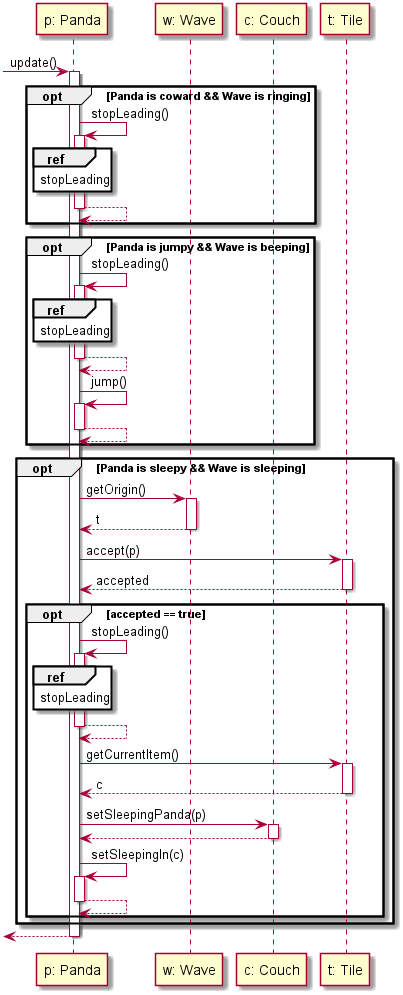 p: Panda
w: Wave
c: Couch
t: Tile
update()
opt
[Panda is coward && Wave is ringing]
stopLeading()
ref
stopLeading
opt
[Panda is jumpy && Wave is beeping]
stopLeading()
ref
stopLeading
jump()
opt
[Panda is sleepy && Wave is sleeping]
getOrigin()
t
accept(p)
accepted
opt
[accepted == true]
stopLeading()
ref
stopLeading
getCurrentItem()
c
setSleepingPanda(p)
setSleepingIn(c)
p: Panda
w: Wave
c: Couch
t: Tile